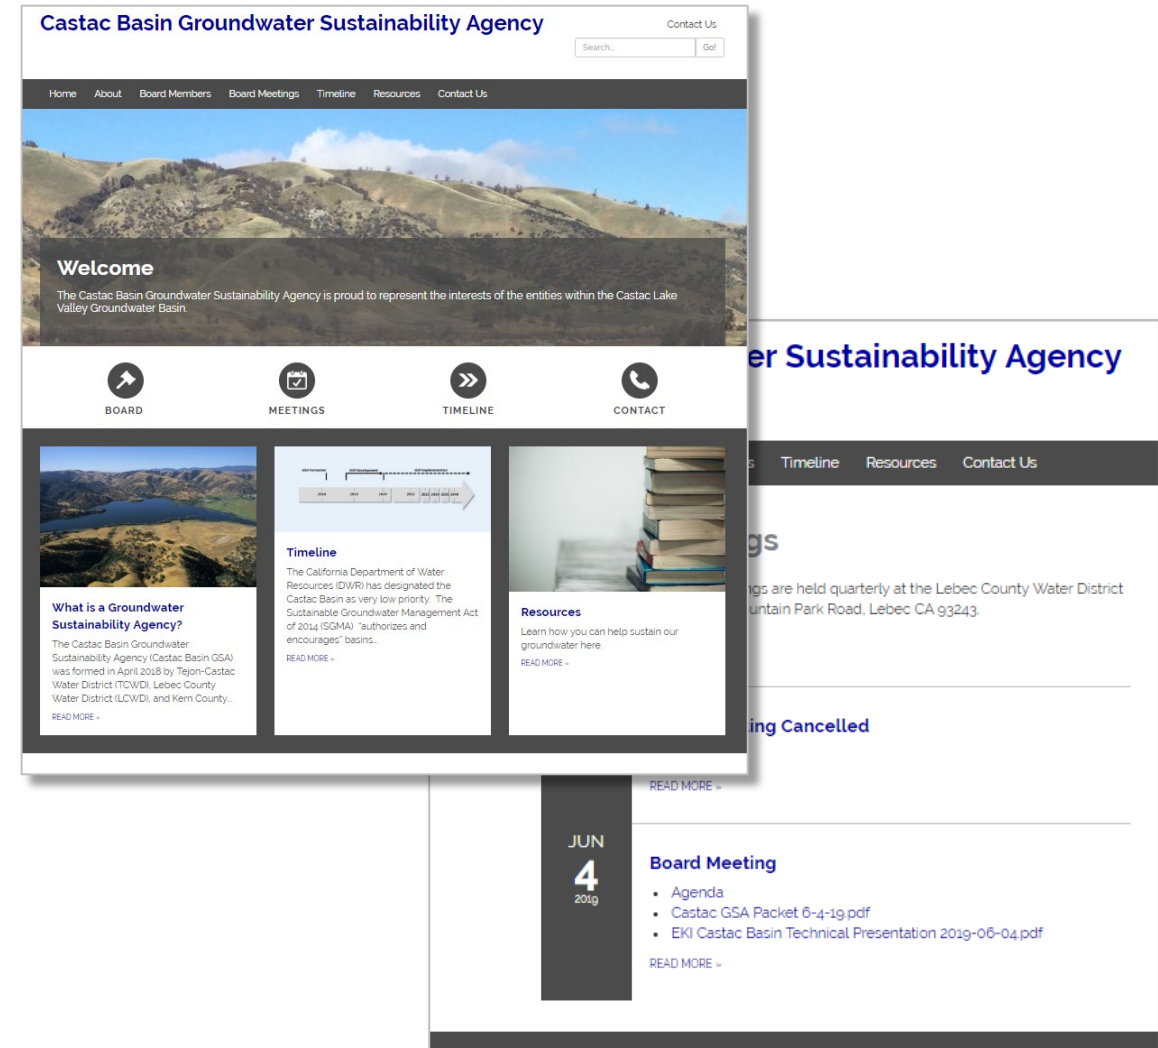 Castac Basin Groundwater Sustainability Agency
Contact Us
Search...
Go!
Home About Board Members Board Meetings Timeline Resources Contact Us
Welcome
The Castac Basin Groundwater Sustainability Agency is proud to represent the interests of the entities within the Castac Lake
Valley Groundwater Basin.
BOARD
MEETINGS
TIMELINE
CONTACT
What is a Groundwater
Sustainability Agency?
The Castac Basin Groundwater
Sustainability Agency (Castac Basin GSA)
was formed in April 2018 by Tejon-Castac
Water District (TCWD), Lebec County
Water District (LCWD), and Kern County...
READ MORE »
GSA Formation GSP Development GSP Implementation
Timeline
The California Department of Water
Resources (DWR) has designated the
Castac Basin as very low priority. The
Sustainable Groundwater Management Act
of 2014 (SGMA) "authorizes and
encourages" basins...
READ MORE »
Resources
Learn how you can help sustain our
groundwater here.
READ MORE »
er Sustainability Agency
s Timeline Resources Contact Us
gs
ngs are held quarterly at the Lebec County Water District
untain Park Road, Lebec CA 93243.
ing Cancelled
READ MORE »
JUN
4
2019
Board Meeting
• Agenda
• Castac GSA Packet 6-4-19.pdf
• EKI Castac Basin Technical Presentation 2019-06-04.pdf
READ MORE »